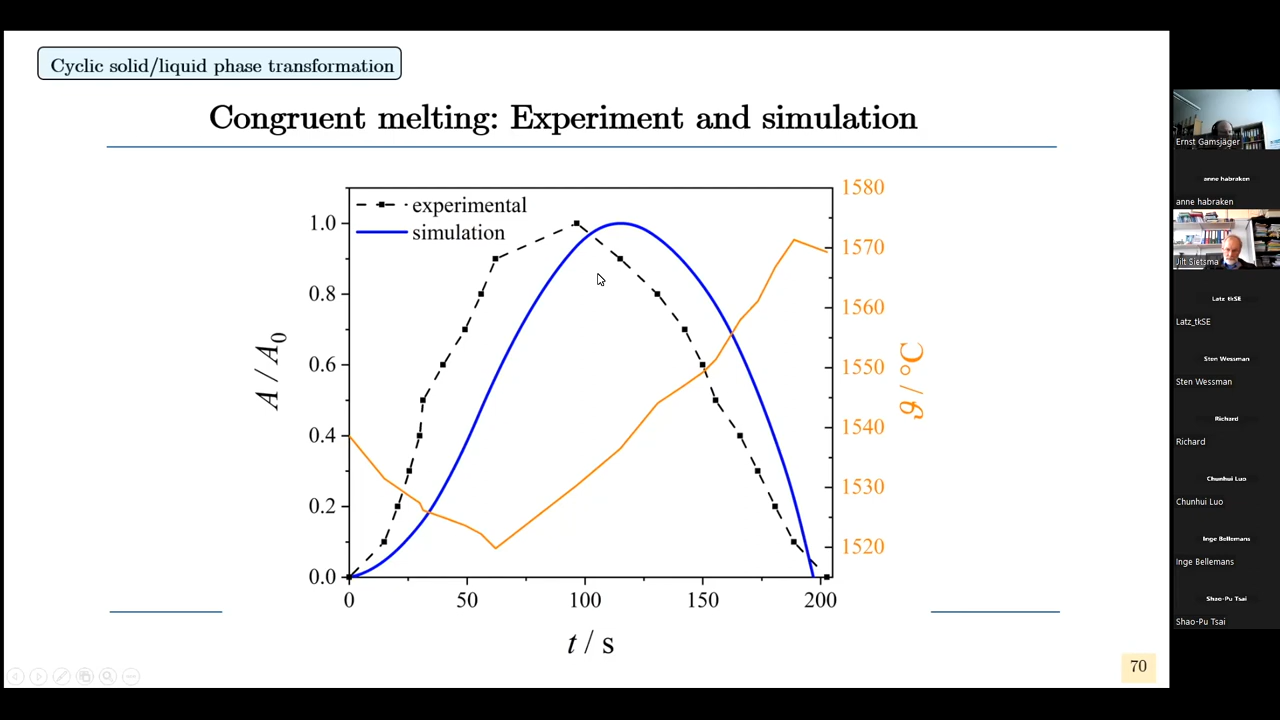 Cyclic solid/liquid phase transformation
Congruent melting: Experiment and simulation
experimental
simulation
1.0
0.8
0.6
0.4
0.2
0.0
A / A0
0
50
100
150
200
t / s
1580
1570
1560
1550
1540
1530
1520
ϑ / °C
70
Ernst Gamsjäger
anne habraken
anne habraken
Jilt Sietsma
Latz_tkSE
Latz_tkSE
Sten Wessman
Sten Wessman
Richard
Richard
Chunhui Luo
Chunhui Luo
Inge Bellemans
Inge Bellemans
Shao-Pu Tsai
Shao-Pu Tsai